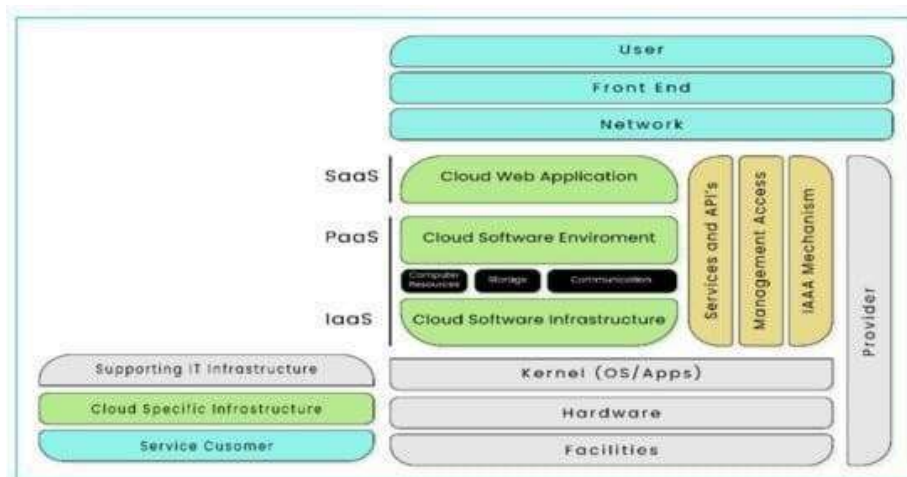 User
Front End
Network
SaaS
Cloud Web Application
PaaS
Cloud Software Enviroment
Computer
Resources
Storage
Communication
IaaS
Cloud Software Infrastructure
Services and API's
Management Access
IAAA Mechanism
Provider
Supporting IT Infrastructure
Cloud Specific Infrastructure
Service Cusomer
Kernel (OS/Apps)
Hardware
Facilities